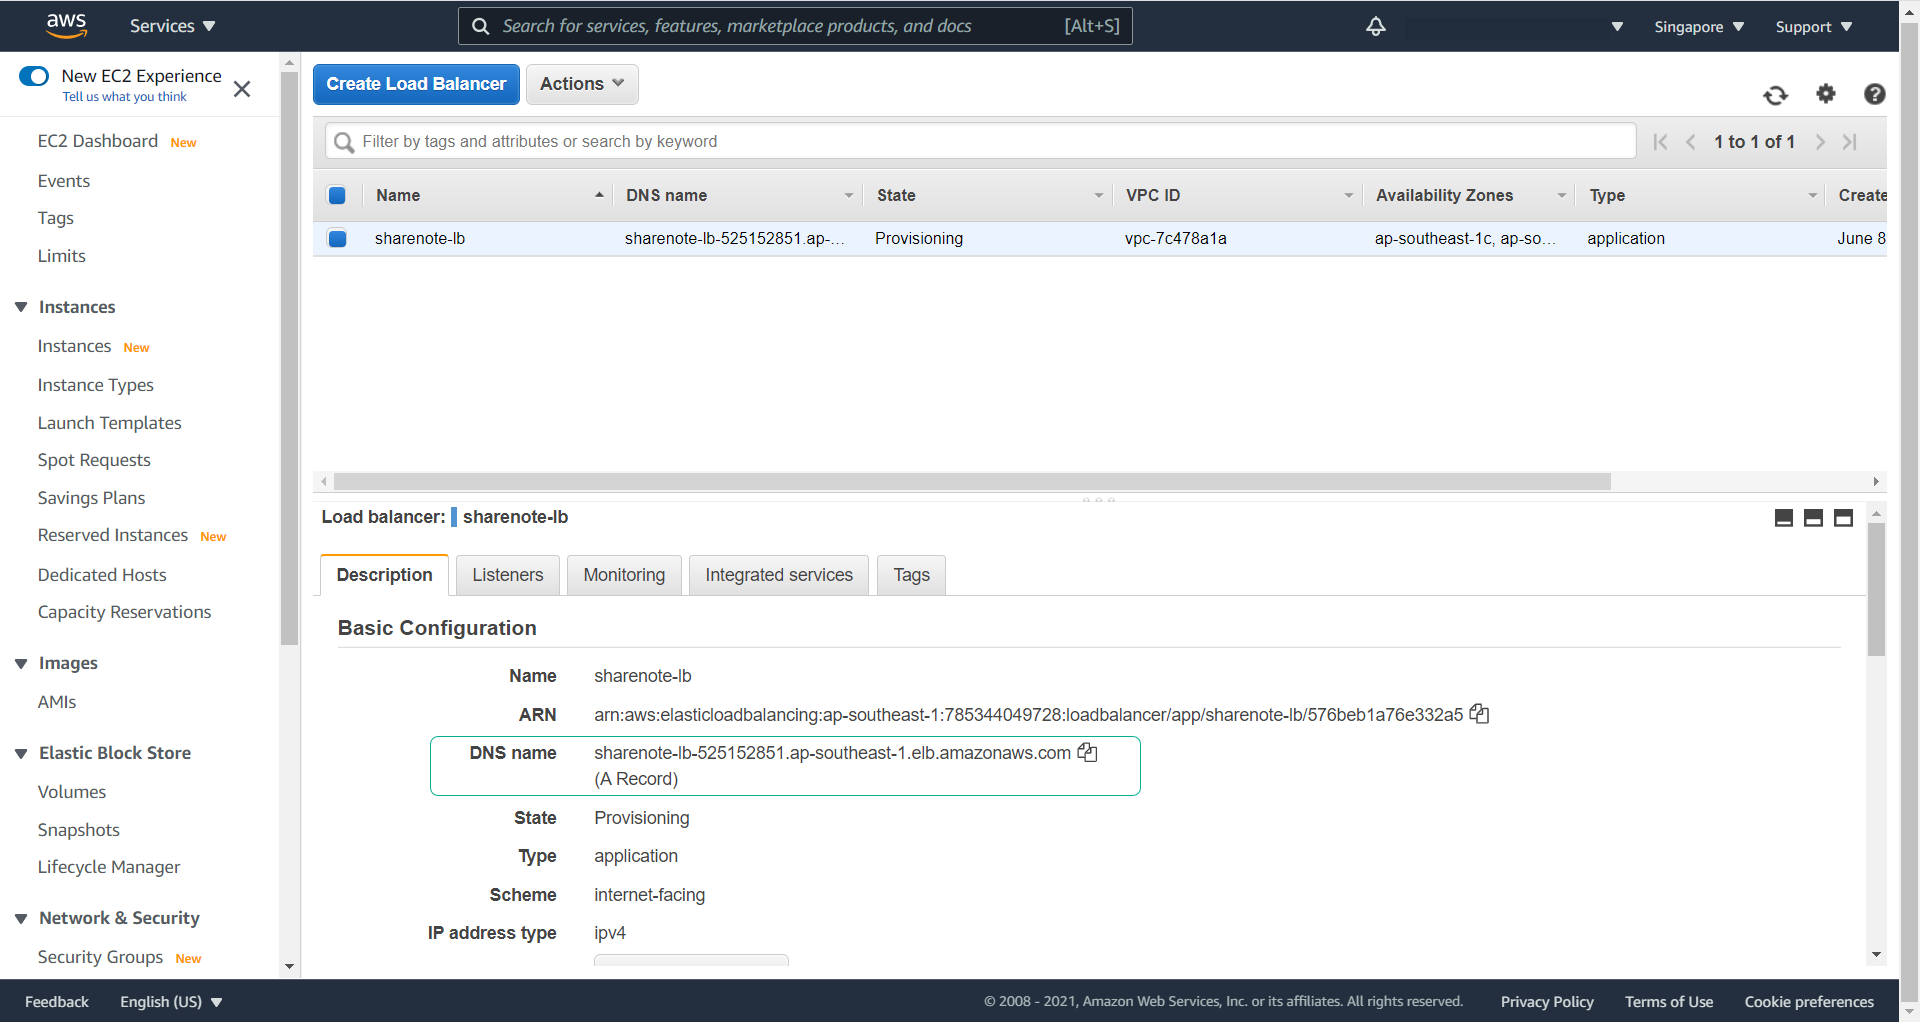 aws
Services
Search for services, features, marketplace products, and docs [Alt+S]
Singapore
Support
New EC2 Experience
Tell us what you think
EC2 Dashboard New
Events
Tags
Limits
Instances
Instances New
Instance Types
Launch Templates
Spot Requests
Savings Plans
Reserved Instances New
Dedicated Hosts
Capacity Reservations
Images
AMIs
Elastic Block Store
Volumes
Snapshots
Lifecycle Manager
Network & Security
Security Groups New
Create Load Balancer
Actions
Filter by tags and attributes or search by keyword
1 to 1 of 1
Name DNS name State VPC ID Availability Zones Type Create
sharenote-lb sharenote-lb-525152851.ap-... Provisioning vpc-7c478a1a ap-southeast-1c, ap-so... application June 8
Load balancer: sharenote-lb
Description Listeners Monitoring Integrated services Tags
Basic Configuration
Name sharenote-lb
ARN arn:aws:elasticloadbalancing:ap-southeast-1:785344049728:loadbalancer/app/sharenote-lb/576beb1a76e332a5
DNS name sharenote-lb-525152851.ap-southeast-1.elb.amazonaws.com
(A Record)
State Provisioning
Type application
Scheme internet-facing
IP address type ipv4
Feedback English (US) © 2008 - 2021, Amazon Web Services, Inc. or its affiliates. All rights reserved. Privacy Policy Terms of Use Cookie preferences